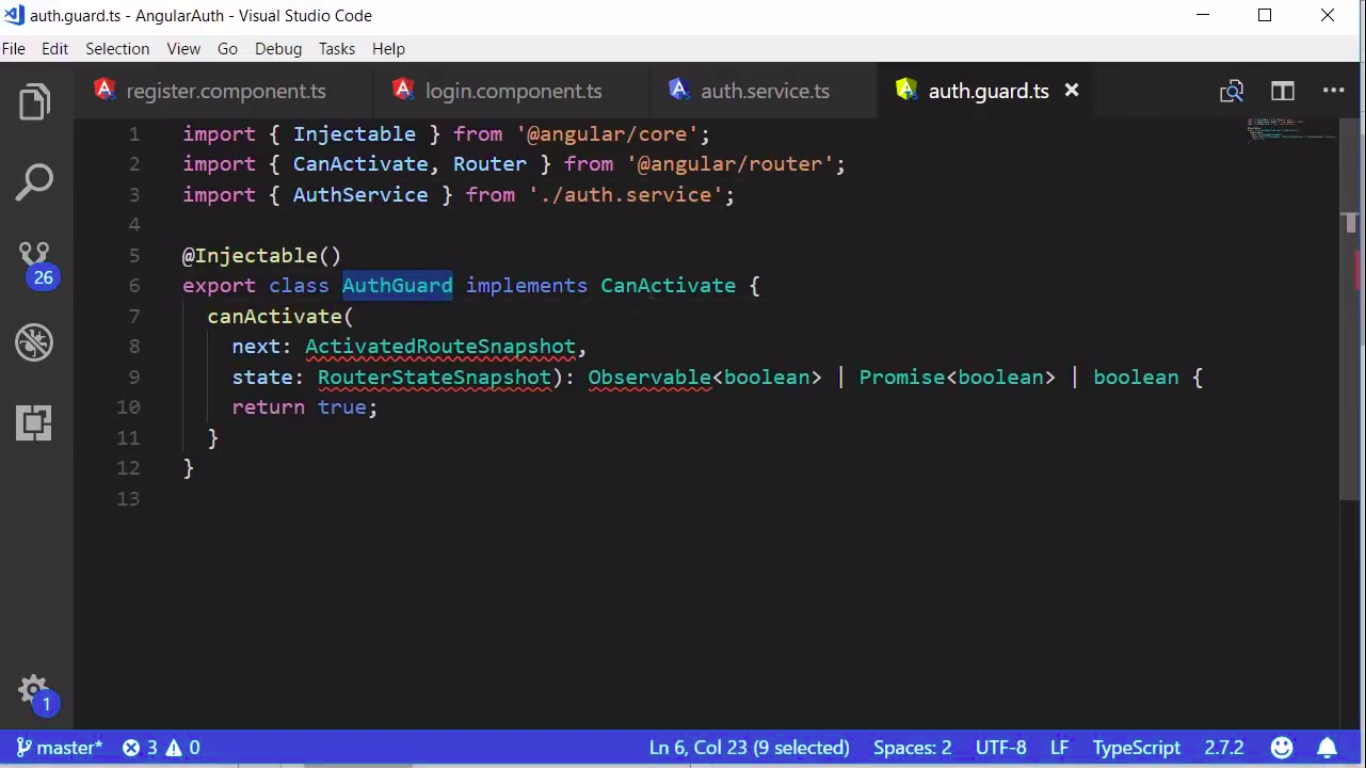 auth.guard.ts - AngularAuth - Visual Studio Code
File Edit Selection View Go Debug Tasks Help
register.component.ts login.component.ts auth.service.ts auth.guard.ts
1 import { Injectable } from '@angular/core';
2 import { CanActivate, Router } from '@angular/router';
3 import { AuthService } from './auth.service';
4
5 @Injectable()
6 export class AuthGuard implements CanActivate {
7 canActivate(
8 next: ActivatedRouteSnapshot,
9 state: RouterStateSnapshot): Observable<boolean> | Promise<boolean> | boolean {
10 return true;
11 }
12 }
13
26
1
master* 3 0 Ln 6, Col 23 (9 selected) Spaces: 2 UTF-8 LF TypeScript 2.7.2